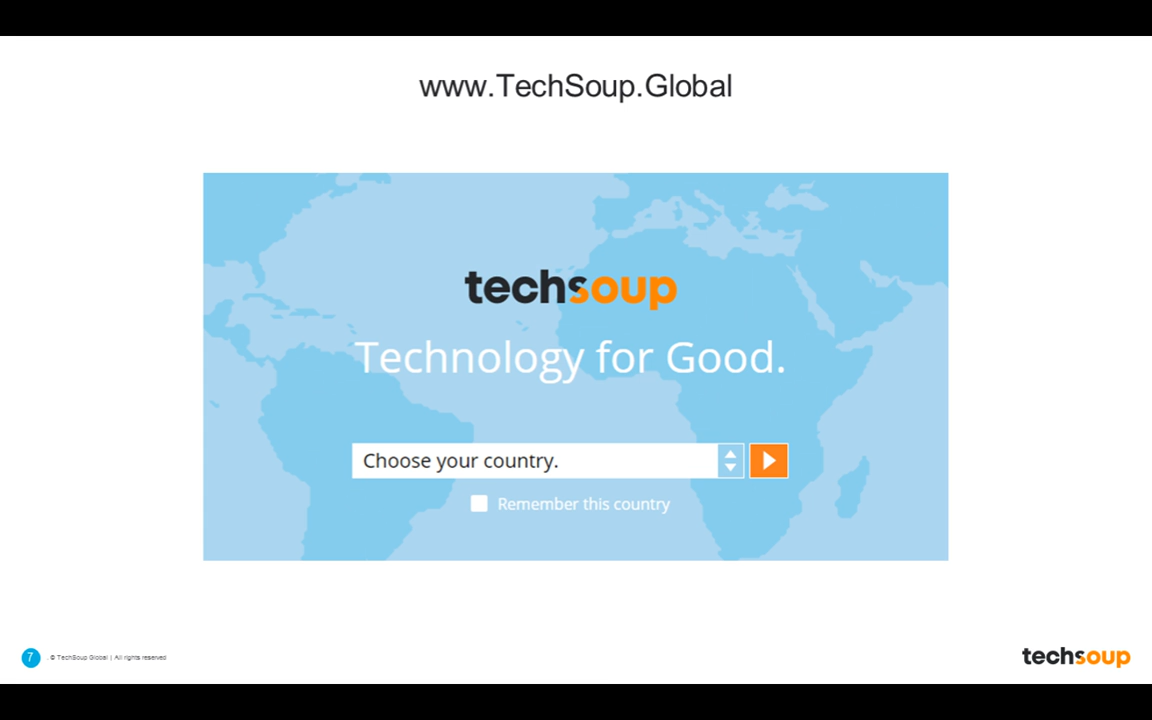 www.TechSoup.Global
techsoup
Technology for Good.
Choose your country.
Remember this country
7
© TechSoup Global | All rights reserved
techsoup